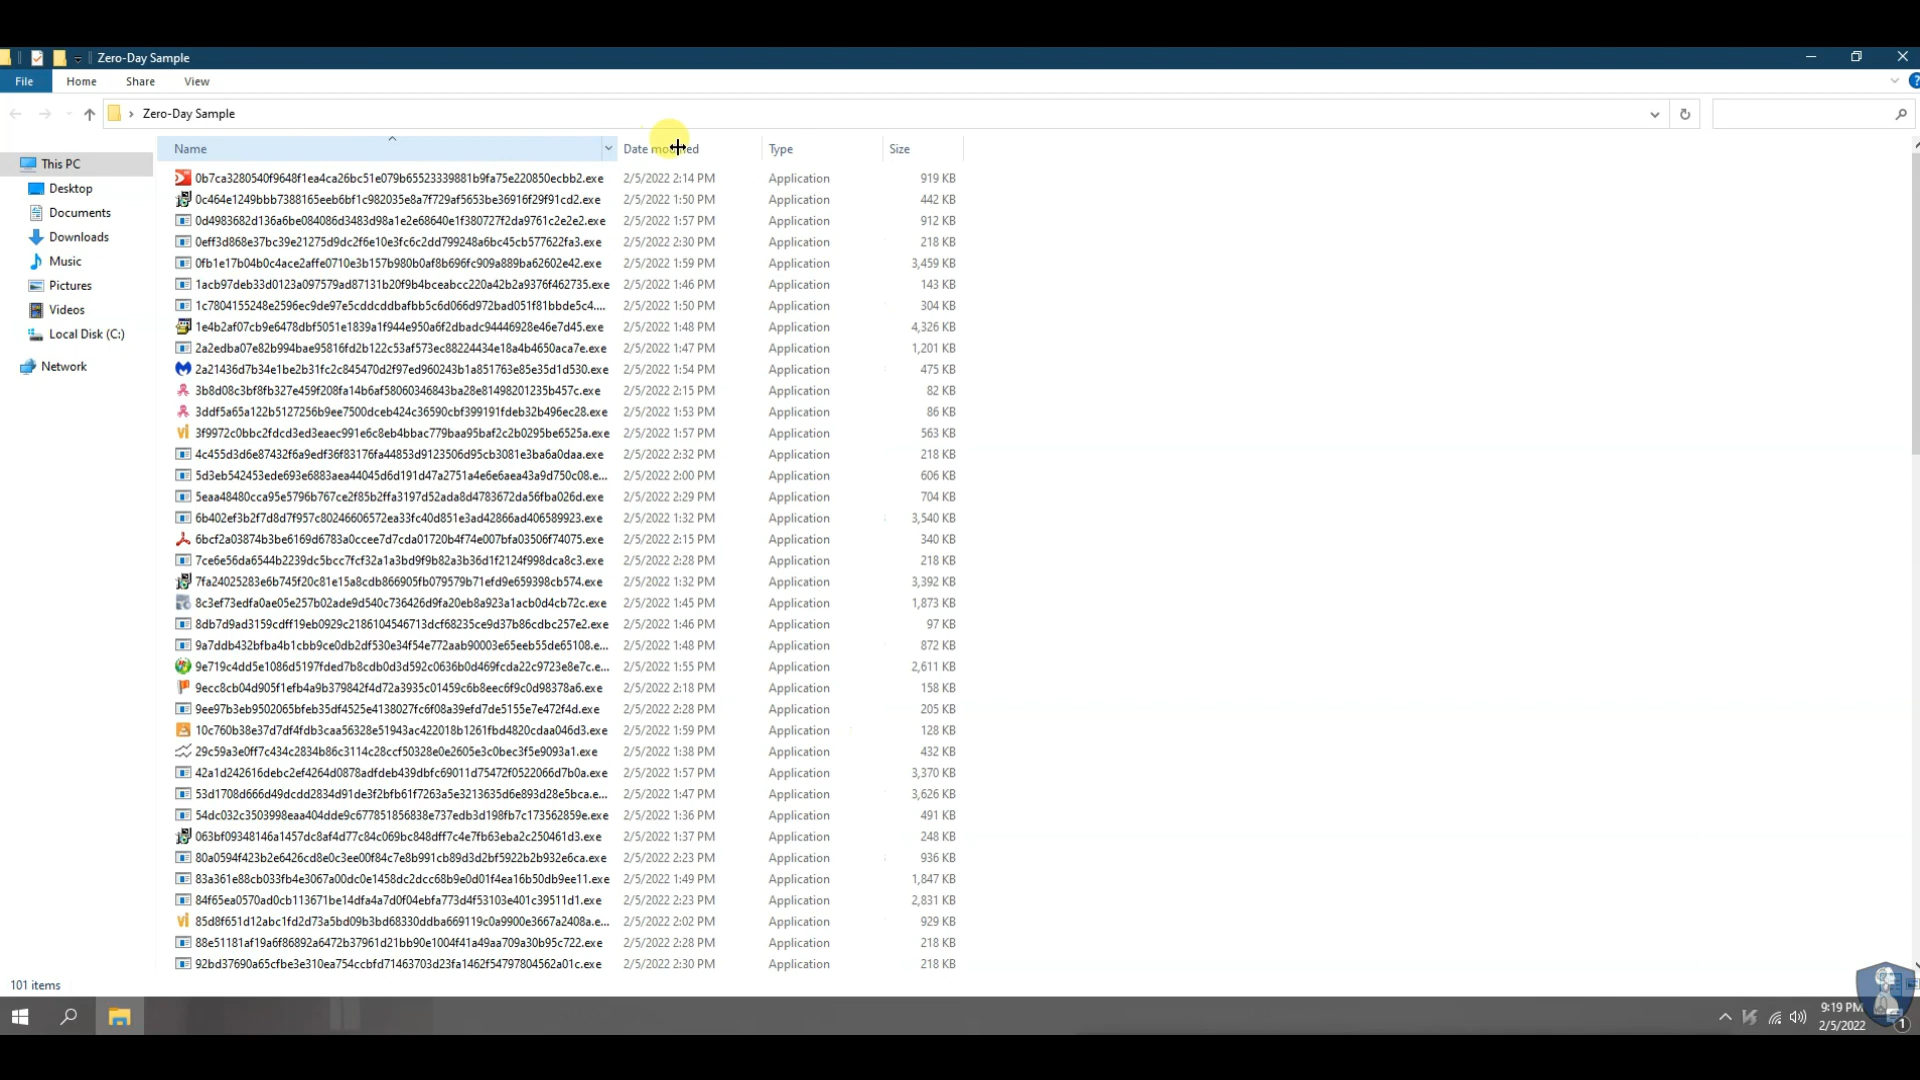 Zero-Day Sample
File Home Share View
Zero-Day Sample
Name Date modified Type Size
This PC
Desktop
Documents
Downloads
Music
Pictures
Videos
Local Disk (C:)
Network
0b7ca3280540f9648f1ea4ca26bc51e079b65523339881b9fa75e220850ecbb2.exe 2/5/2022 2:14 PM Application 919 KB
0c464e1249bbb7388165eeb6bf1c982035e8a7f729af5653be36916f29f91cd2.exe 2/5/2022 1:50 PM Application 442 KB
0d4983682d136a6be084086d3483d98a1e2e68640e1f380727f2da9761c2e2e2.exe 2/5/2022 1:57 PM Application 912 KB
0eff3d868e37bc39e21275d9dc2f6e10e3fc6c2dd799248a6bc45cb577622fa3.exe 2/5/2022 2:30 PM Application 218 KB
0fb1e17b04b0c4ace2affe0710e3b157b980b0af8b696fc909a889ba62602e42.exe 2/5/2022 1:59 PM Application 3,459 KB
1acb97deb33d0123a097579ad87131b20f9b4bceabcc220a42b2a9376f462735.exe 2/5/2022 1:46 PM Application 143 KB
1c7804155248e2596ec9de97e5cddcddbafbb5c6d066d972bad051f81bbde5c4.... 2/5/2022 1:50 PM Application 304 KB
1e4b2af07cb9e6478dbf5051e1839a1f944e950a6f2dbadc94446928e46e7d45.exe 2/5/2022 1:48 PM Application 4,326 KB
2a2edba07e82b994bae95816fd2b122c53af573ec88224434e18a4b4650aca7e.exe 2/5/2022 1:47 PM Application 1,201 KB
2a21436d7b34e1be2b31fc2c845470d2f97ed960243b1a851763e85e35d1d530.exe 2/5/2022 1:54 PM Application 475 KB
3b8d08c3bf8fb327e459f208fa14b6af58060346843ba28e81498201235b457c.exe 2/5/2022 2:15 PM Application 82 KB
3ddf5a65a122b5127256b9ee7500dceb424c36590cbf399191fdeb32b496ec28.exe 2/5/2022 1:53 PM Application 86 KB
3f9972c0bbc2fdcd3ed3eaec991e6c8eb4bbac779baa95baf2c2b0295be6525a.exe 2/5/2022 1:57 PM Application 563 KB
4c455d3d6e87432f6a9edf36f83176fa44853d9123506d95cb3081e3ba6a0daa.exe 2/5/2022 2:32 PM Application 218 KB
5d3eb542453ede693e6883aea44045d6d191d47a2751a4e6e6aea43a9d750c08.e... 2/5/2022 2:00 PM Application 606 KB
5eaa48480cca95e5796b767ce2f85b2ffa3197d52ada8d4783672da56fba026d.exe 2/5/2022 2:29 PM Application 704 KB
6b402ef3b2f7d8d7f957c80246606572ea33fc40d851e3ad42866ad406589923.exe 2/5/2022 1:32 PM Application 3,540 KB
6bcf2a03874b3be6169d6783a0ccee7d7cda01720b4f74e007bfa03506f74075.exe 2/5/2022 2:15 PM Application 340 KB
7ce6e56da6544b2239dc5bcc7fcf32a1a3bd9f9b82a3b36d1f2124f998dca8c3.exe 2/5/2022 2:28 PM Application 218 KB
7fa24025283e6b745f20c81e15a8cdb866905fb079579b71efd9e659398cb574.exe 2/5/2022 1:32 PM Application 3,392 KB
8c3ef73edfa0ae05e257b02ade9d540c736426d9fa20eb8a923a1acb0d4cb72c.exe 2/5/2022 1:45 PM Application 1,873 KB
8db7d9ad3159cdff19eb0929c2186104546713dcf68235ce9d37b86cdbc257e2.exe 2/5/2022 1:46 PM Application 97 KB
9a7ddb432bfba4b1cbb9ce0db2df530e34f54e772aab90003e65eeb55de65108.e... 2/5/2022 1:48 PM Application 872 KB
9e719c4dd5e1086d5197fded7b8cdb0d3d592c0636b0d469fcda22c9723e8e7c.e... 2/5/2022 1:55 PM Application 2,611 KB
9ecc8cb04d905f1efb4a9b379842f4d72a3935c01459c6b8eec6f9c0d98378a6.exe 2/5/2022 2:18 PM Application 158 KB
9ee97b3eb9502065bfeb35df4525e4138027fc6f08a39efd7de5155e7e472f4d.exe 2/5/2022 2:28 PM Application 205 KB
10c760b38e37d7df4fdb3caa56328e51943ac422018b1261fbd4820cdaa046d3.exe 2/5/2022 1:59 PM Application 128 KB
29c59a3e0ff7c434c2834b86c3114c28ccf50328e0e2605e3c0bec3f5e9093a1.exe 2/5/2022 1:38 PM Application 432 KB
42a1d242616debc2ef4264d0878adfdeb439dbfc69011d75472f0522066d7b0a.exe 2/5/2022 1:57 PM Application 3,370 KB
53d1708d666d49dcdd2834d91de3f2bfb61f7263a5e3213635d6e893d28e5bca.e... 2/5/2022 1:47 PM Application 3,626 KB
54dc032c3503998eaa404dde9c677851856838e737edb3d198fb7c173562859e.exe 2/5/2022 1:36 PM Application 491 KB
063bf09348146a1457dc8af4d77c84c069bc848dff7c4e7fb63eba2c250461d3.exe 2/5/2022 1:37 PM Application 248 KB
80a0594f423b2e6426cd8e0c3ee00f84c7e8b991cb89d3d2bf5922b2b932e6ca.exe 2/5/2022 2:23 PM Application 936 KB
83a361e88cb033fb4e3067a00dc0e1458dc2dcc68b9e0d01f4ea16b50db9ee11.exe 2/5/2022 1:49 PM Application 1,847 KB
84f65ea0570ad0cb113671be14dfa4a7d0f04ebfa773d4f53103e401c39511d1.exe 2/5/2022 2:23 PM Application 2,831 KB
85d8f651d12abc1fd2d73a5bd09b3bd68330ddba669119c0a9900e3667a2408a.e... 2/5/2022 2:02 PM Application 929 KB
88e51181af19a6f86892a6472b37961d21bb90e1004f41a49aa709a30b95c722.exe 2/5/2022 2:28 PM Application 218 KB
92bd37690a65cfbe3e310ea754ccbfd71463703d23fa1462f54797804562a01c.exe 2/5/2022 2:30 PM Application 218 KB
101 items
9:19 PM
2/5/2022
1